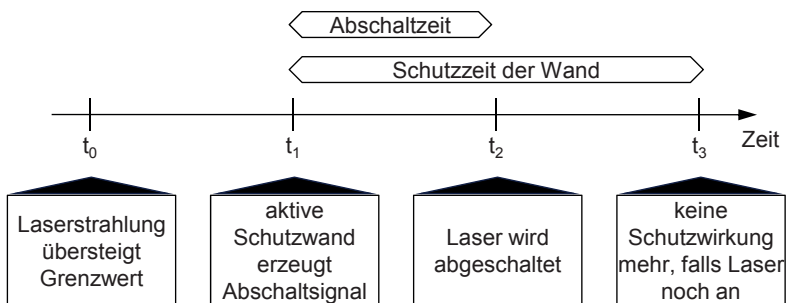 Abschaltzeit
Schutzzeit der Wand
t₀
t₁
t₂
t₃
Zeit
Laserstrahlung
übersteigt
Grenzwert
aktive
Schutzwand
erzeugt
Abschaltsignal
Laser wird
abgeschaltet
keine
Schutzwirkung
mehr, falls Laser
noch an